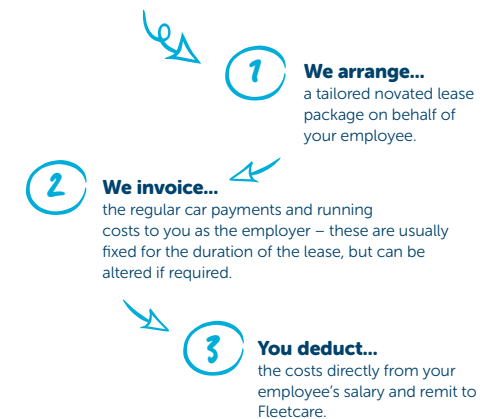 1
We arrange...
a tailored novated lease
package on behalf of
your employee.
2
We invoice...
the regular car payments and running
costs to you as the employer – these are usually
fixed for the duration of the lease, but can be
altered if required.
3
You deduct...
the costs directly from your
employee's salary and remit to
Fleetcare.